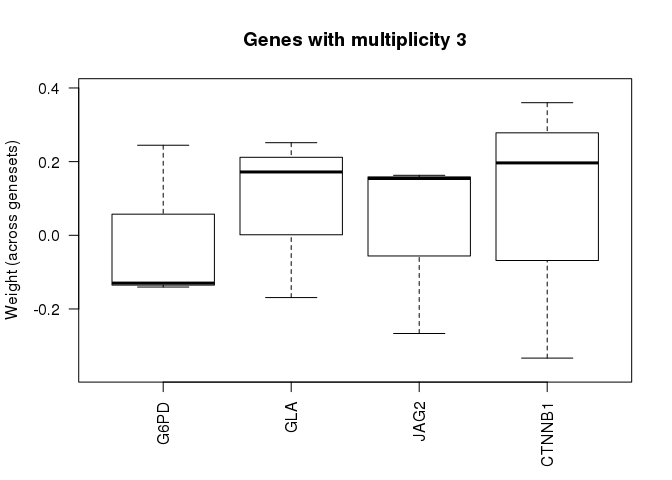 Genes with multiplicity 3
Weight (across genesets)
0.4
0.2
0.0
-0.2
G6PD
GLA
JAG2
CTNNB1